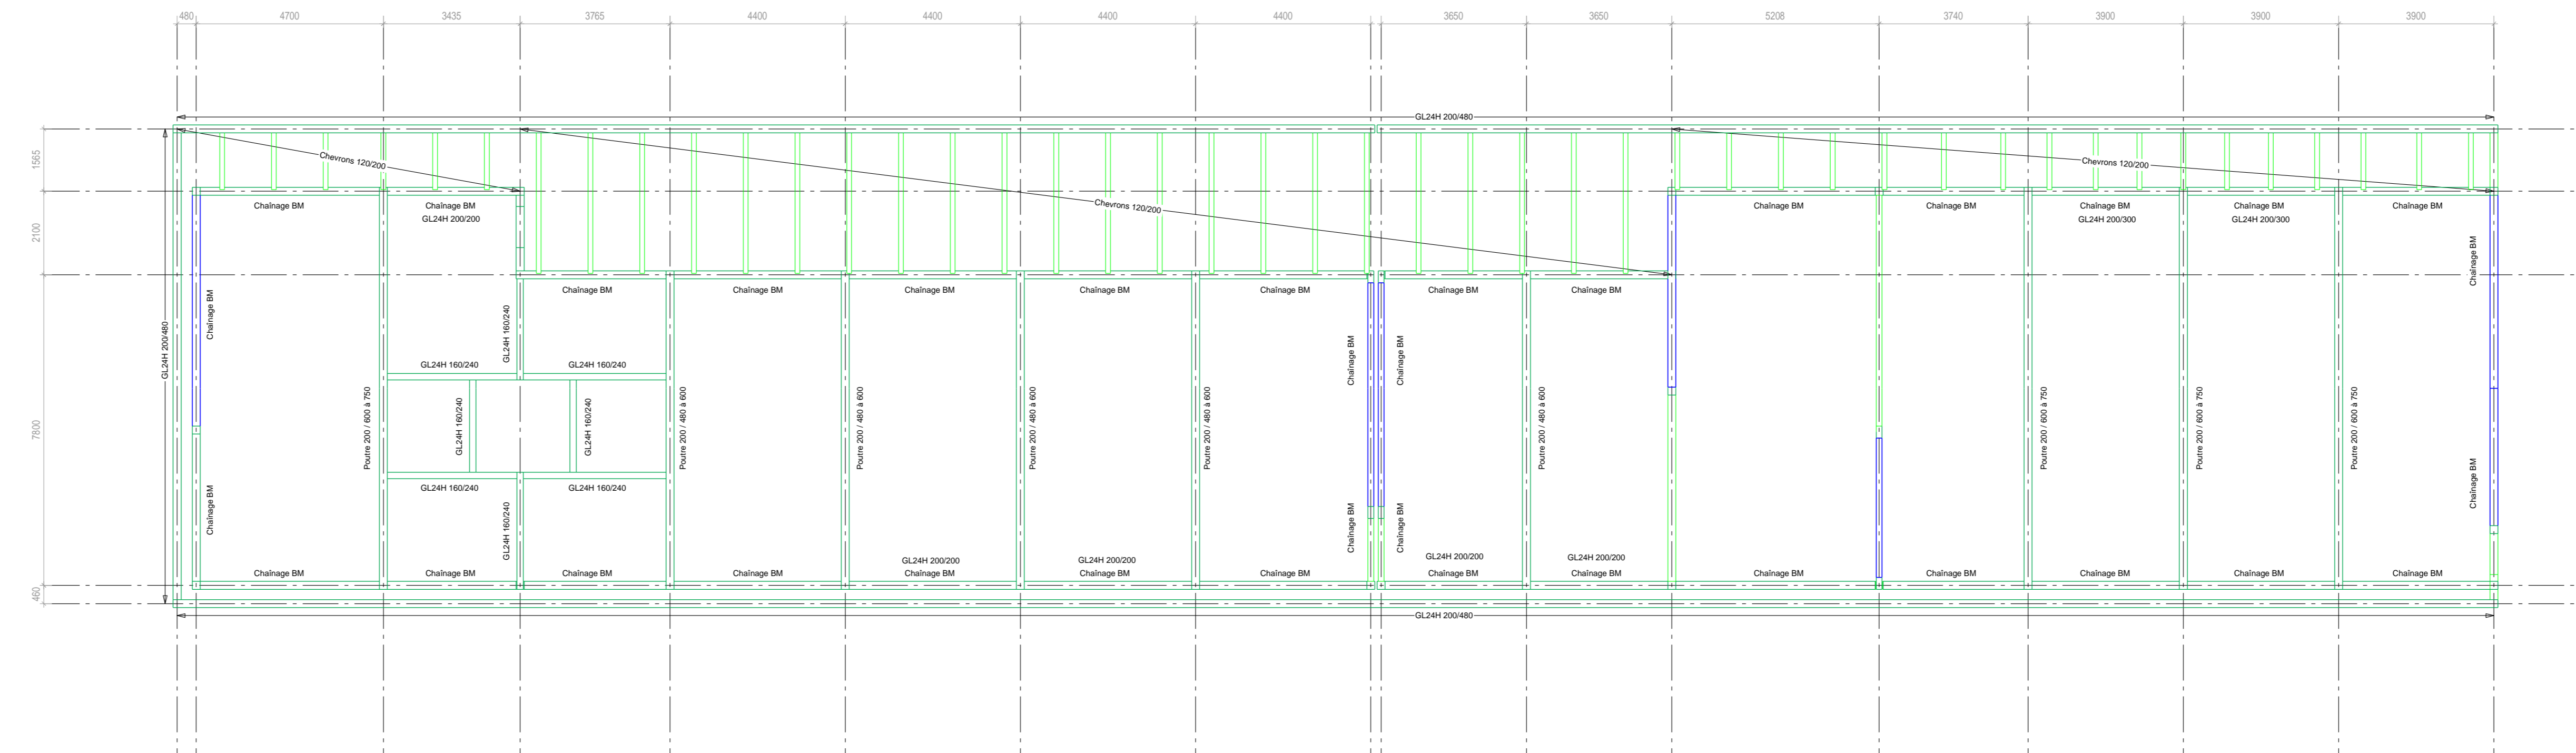 480 4700 3435 3765 4400 4400 4400 4400 3650 3650 5208 3740 3900 3900 3900
GL24H 200/480
1565
Chevrons 120/200
Chevrons 120/200
Chevrons 120/200
Chaînage BM Chaînage BM Chaînage BM Chaînage BM Chaînage BM Chaînage BM Chaînage BM
GL24H 200/200 GL24H 200/300 GL24H 200/300
2100
Chaînage BM
Chaînage BM Chaînage BM Chaînage BM Chaînage BM Chaînage BM Chaînage BM Chaînage BM
Chaînage BM
GL24H 160/240
GL24H 200/480
Chaînage BM
Chaînage BM
GL24H 160/240 GL24H 160/240
7800
Poutre 200 / 600 à 750
GL24H 160/240
GL24H 160/240
Poutre 200 / 480 à 600
Poutre 200 / 480 à 600
Poutre 200 / 480 à 600
Poutre 200 / 480 à 600
Poutre 200 / 480 à 600
Poutre 200 / 600 à 750
Poutre 200 / 600 à 750
Poutre 200 / 600 à 750
GL24H 160/240 GL24H 160/240
Chaînage BM
GL24H 160/240
Chaînage BM
Chaînage BM
Chaînage BM
GL24H 200/200 GL24H 200/200 GL24H 200/200 GL24H 200/200
Chaînage BM Chaînage BM Chaînage BM Chaînage BM Chaînage BM Chaînage BM Chaînage BM Chaînage BM Chaînage BM Chaînage BM Chaînage BM Chaînage BM Chaînage BM Chaînage BM
460
GL24H 200/480